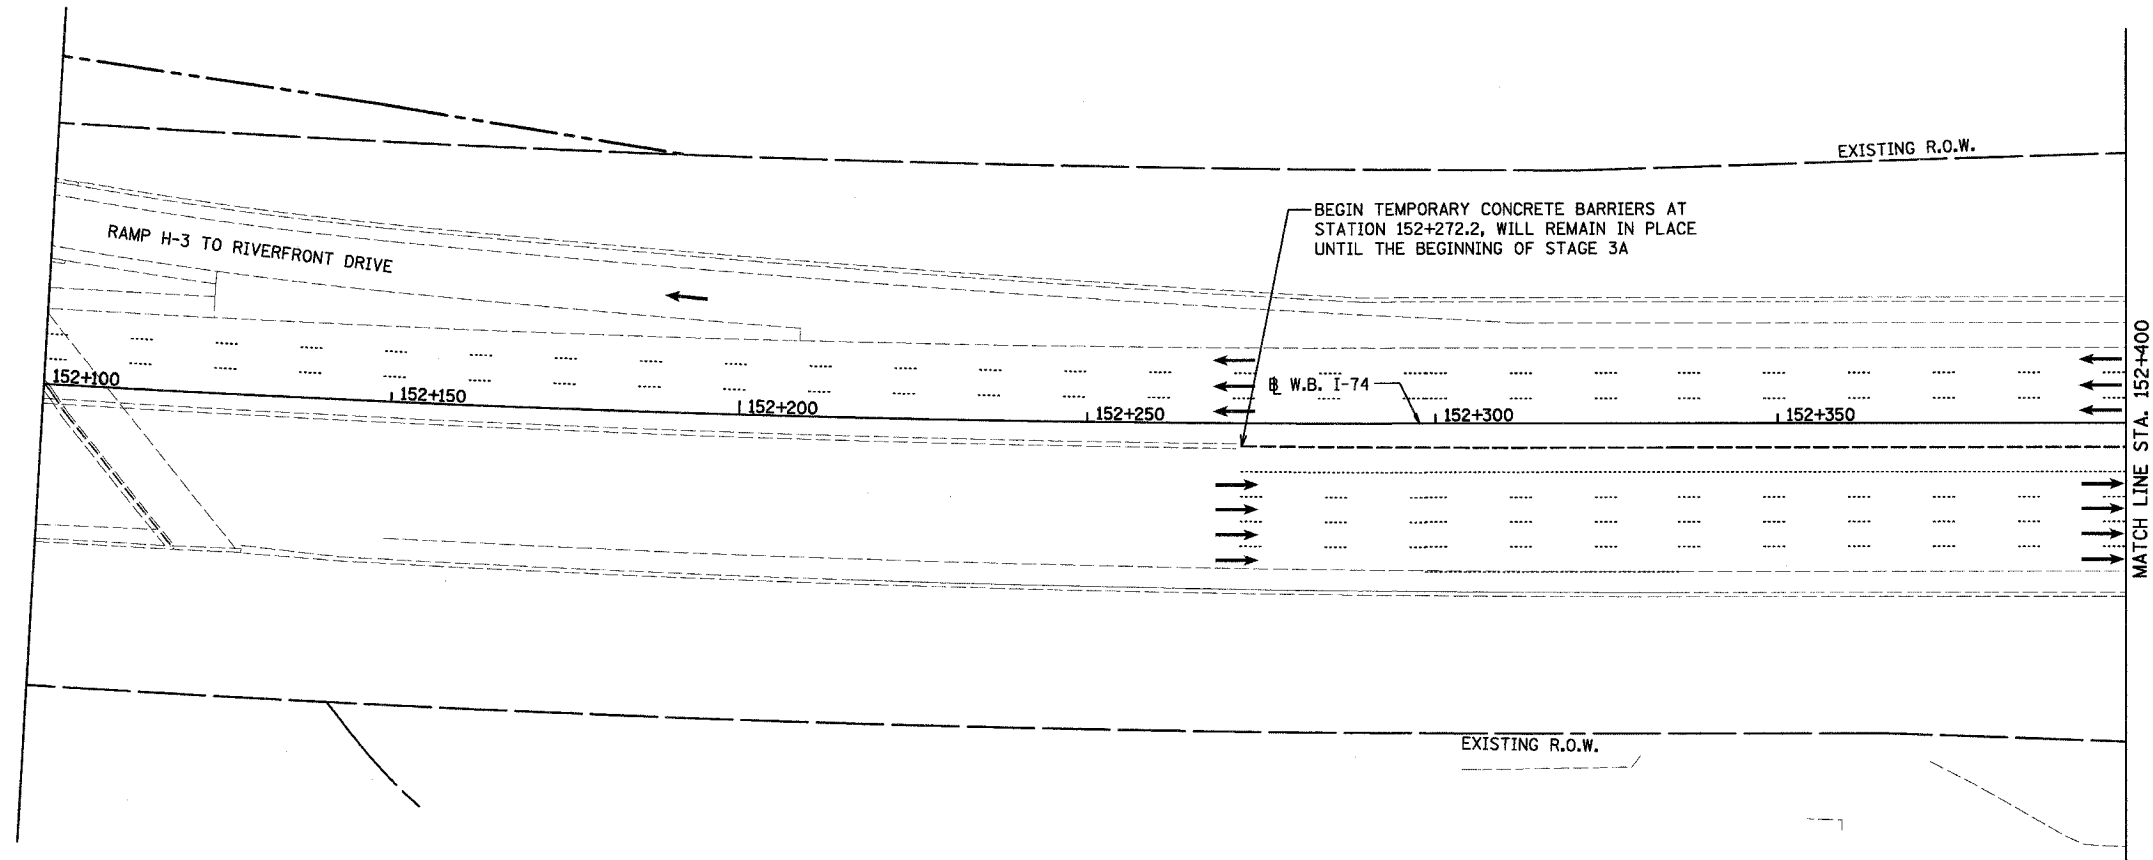 EXISTING R.O.W.
BEGIN TEMPORARY CONCRETE BARRIERS AT
STATION 152+272.2, WILL REMAIN IN PLACE
UNTIL THE BEGINNING OF STAGE 3A
RAMP H-3 TO RIVERFRONT DRIVE
152+100
152+150
152+200
152+250
℄ W.B. I-74
152+300
152+350
MATCH LINE STA. 152+400
EXISTING R.O.W.